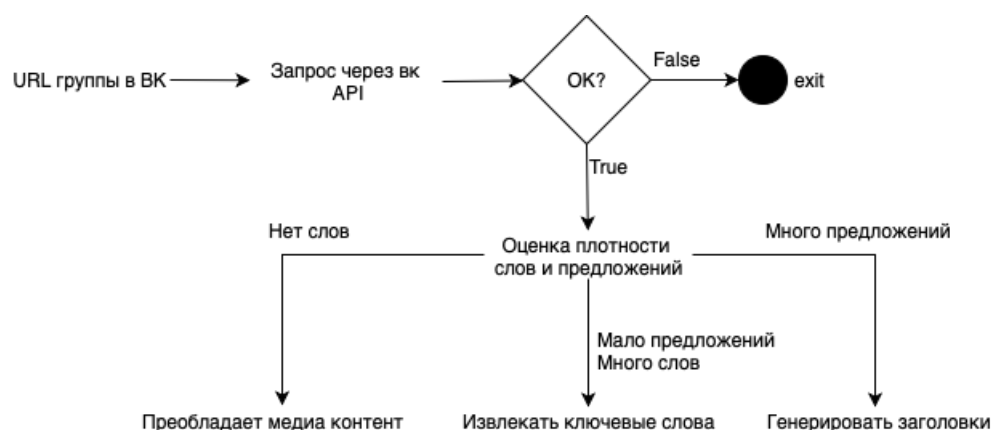 URL группы в ВК
Запрос через вк
API
OK?
False
exit
True
Нет слов
Оценка плотности
слов и предложений
Много предложений
Мало предложений
Много слов
Преобладает медиа контент
Извлекать ключевые слова
Генерировать заголовки